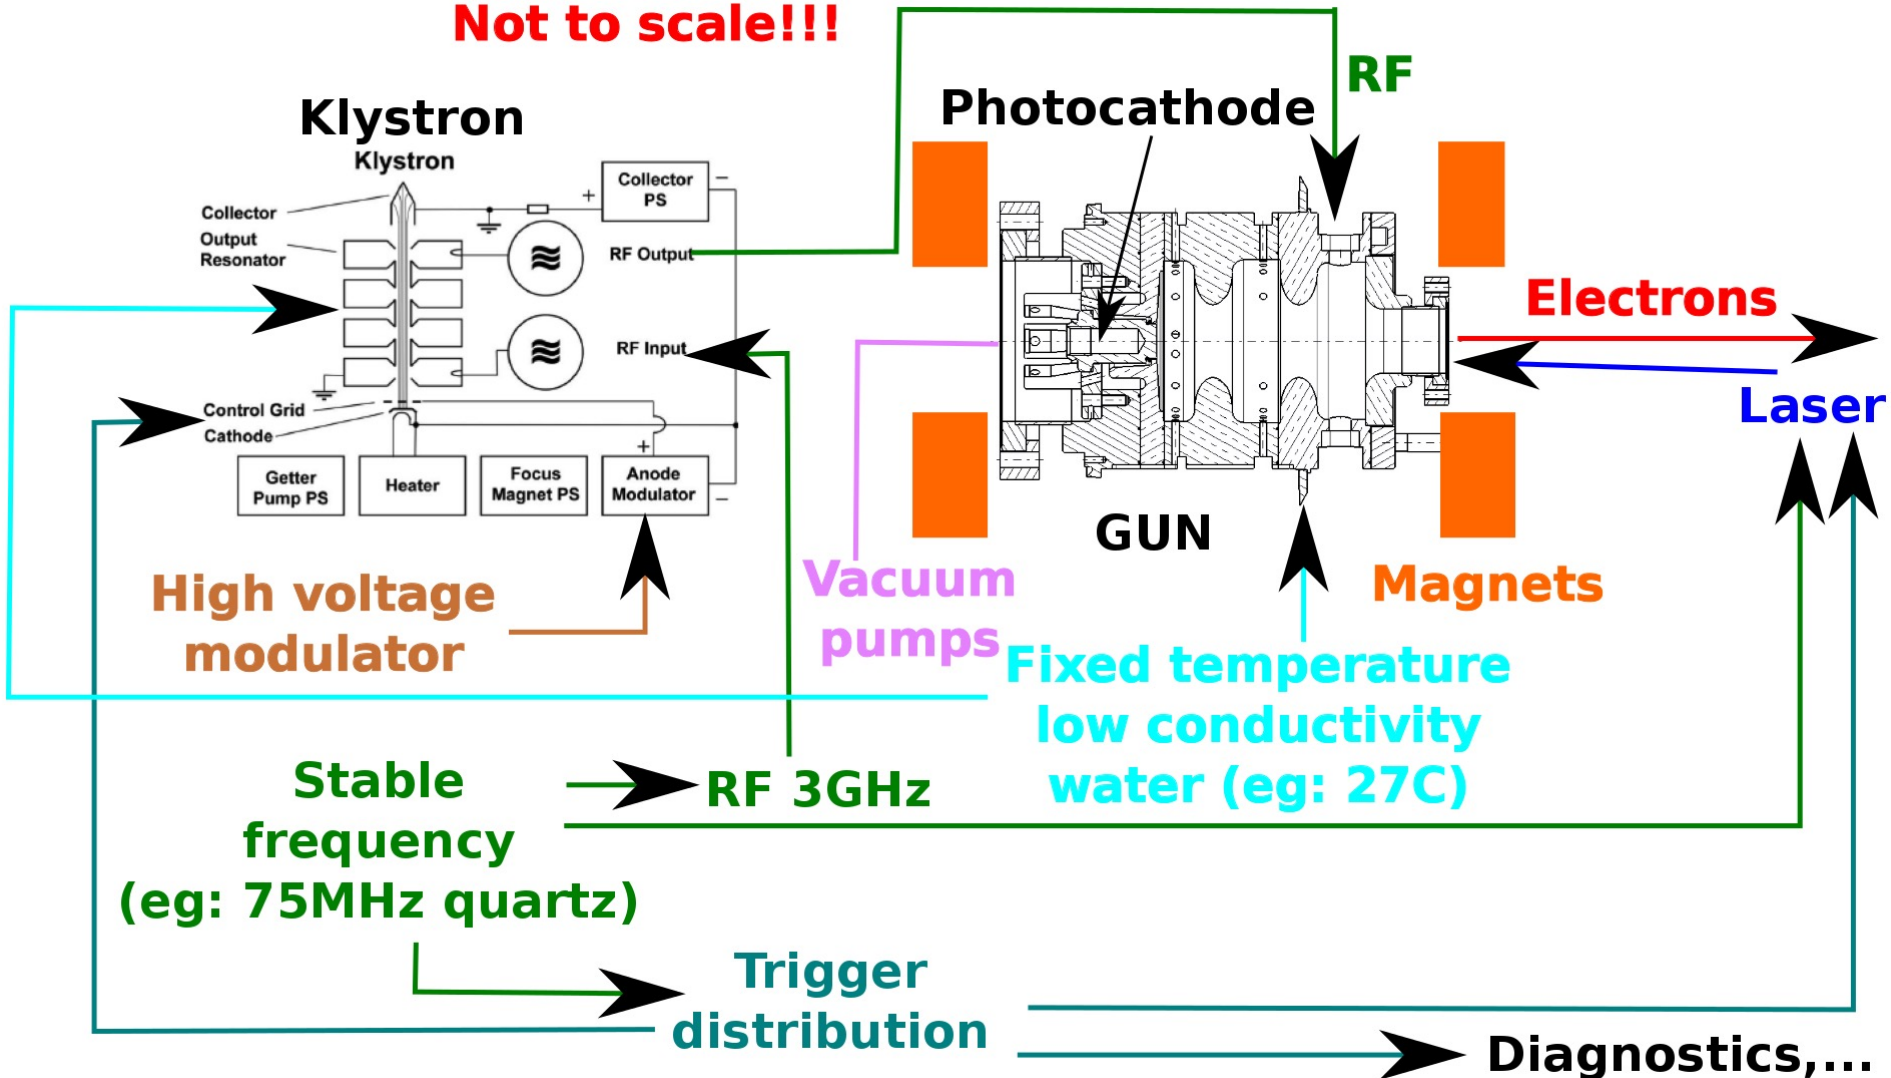 Not to scale!!!
RF
Photocathode
Klystron
Klystron
Collector
PS
+
−
Collector
Output
Resonator
RF Output
RF Input
Control Grid
Cathode
+
−
Getter
Pump PS
Heater
Focus
Magnet PS
Anode
Modulator
Electrons
Laser
GUN
Magnets
High voltage
modulator
Vacuum
pumps
Fixed temperature
low conductivity
water (eg: 27C)
Stable
frequency
(eg: 75MHz quartz)
RF 3GHz
Trigger
distribution
Diagnostics,...